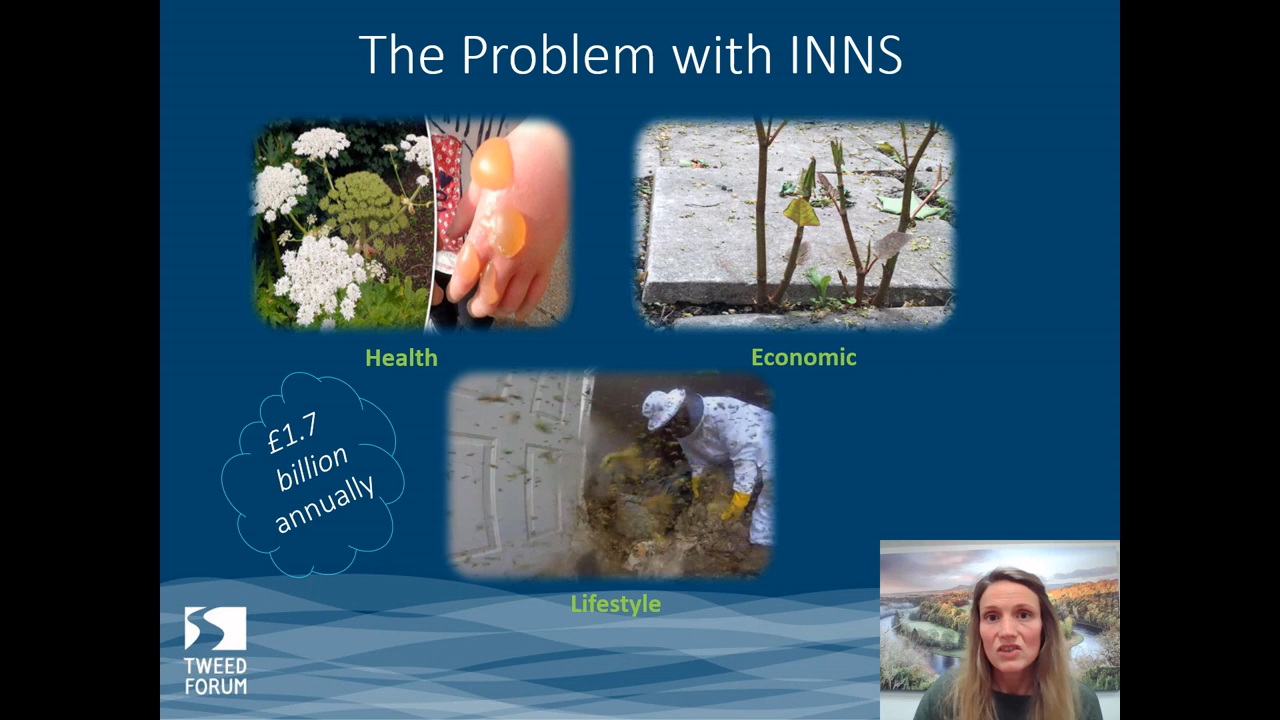 The Problem with INNS
Health
Economic
£1.7
billion
annually
Lifestyle
TWEED
FORUM